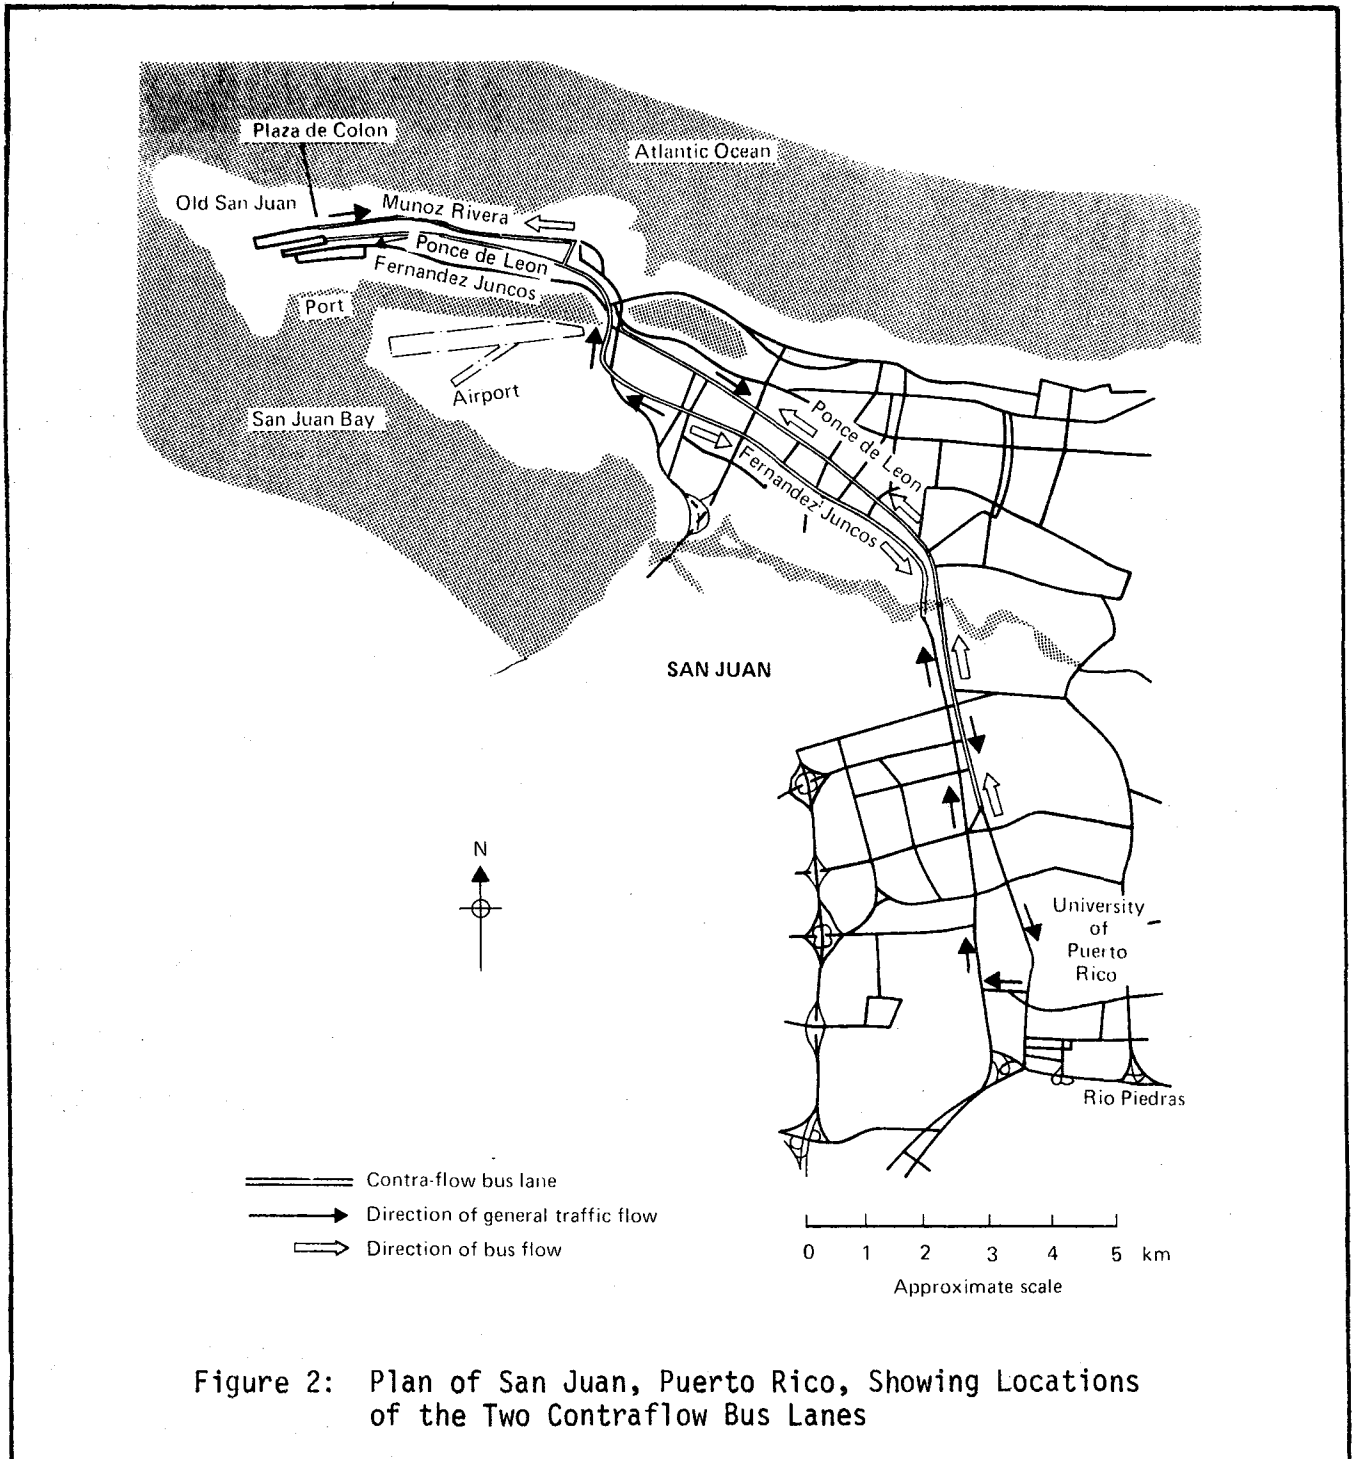 Plaza de Colon
Atlantic Ocean
Old San Juan
Munoz Rivera
Ponce de Leon
Fernandez Juncos
Port
Airport
San Juan Bay
Ponce de Leon
Fernandez Juncos
SAN JUAN
N
University
of
Puerto
Rico
Rio Piedras
Contra-flow bus lane
Direction of general traffic flow
Direction of bus flow
0 1 2 3 4 5 km
Approximate scale
Figure 2: Plan of San Juan, Puerto Rico, Showing Locations
of the Two Contraflow Bus Lanes